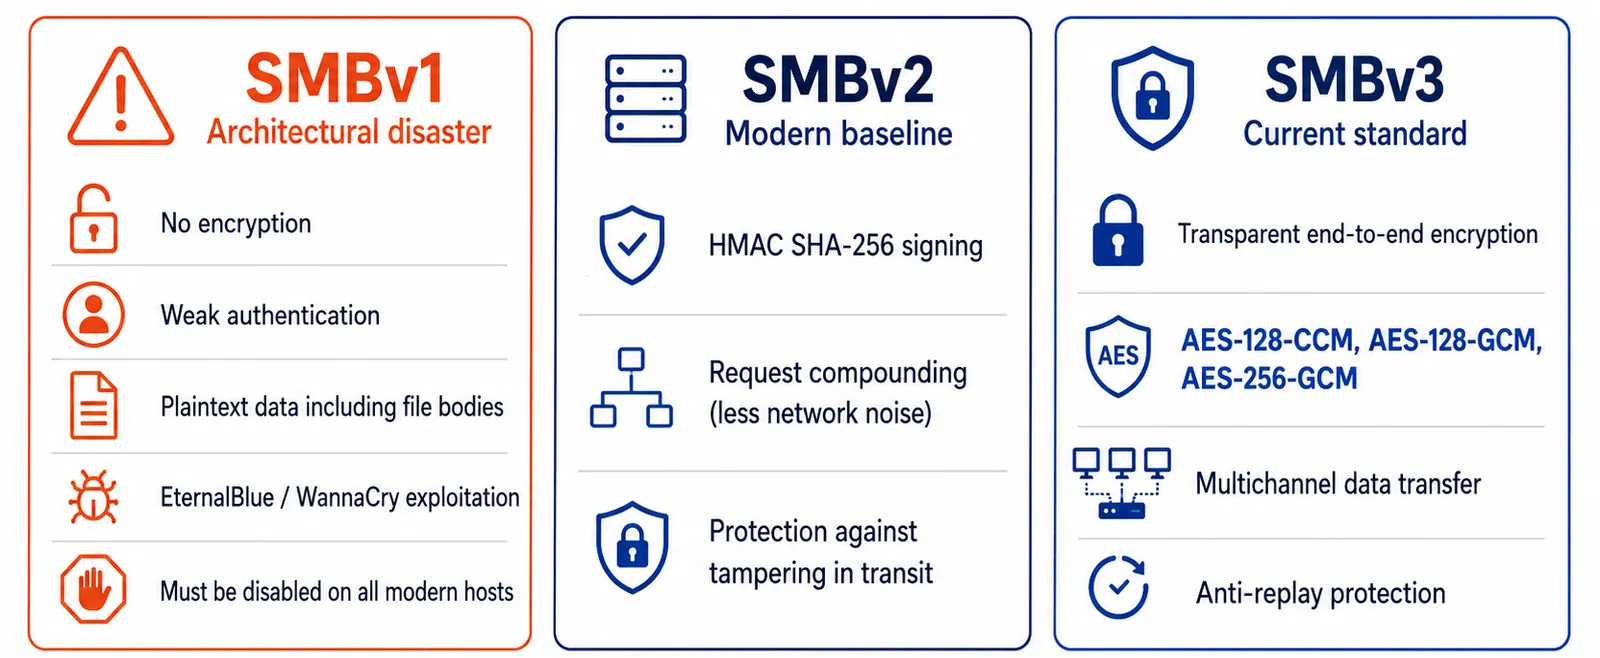 SMBv1
Architectural disaster
No encryption
Weak authentication
Plaintext data including file bodies
EternalBlue / WannaCry exploitation
Must be disabled on all modern hosts
SMBv2
Modern baseline
HMAC SHA-256 signing
Request compounding
(less network noise)
Protection against
tampering in transit
SMBv3
Current standard
Transparent end-to-end encryption
AES
AES-128-CCM, AES-128-GCM,
AES-256-GCM
Multichannel data transfer
Anti-replay protection